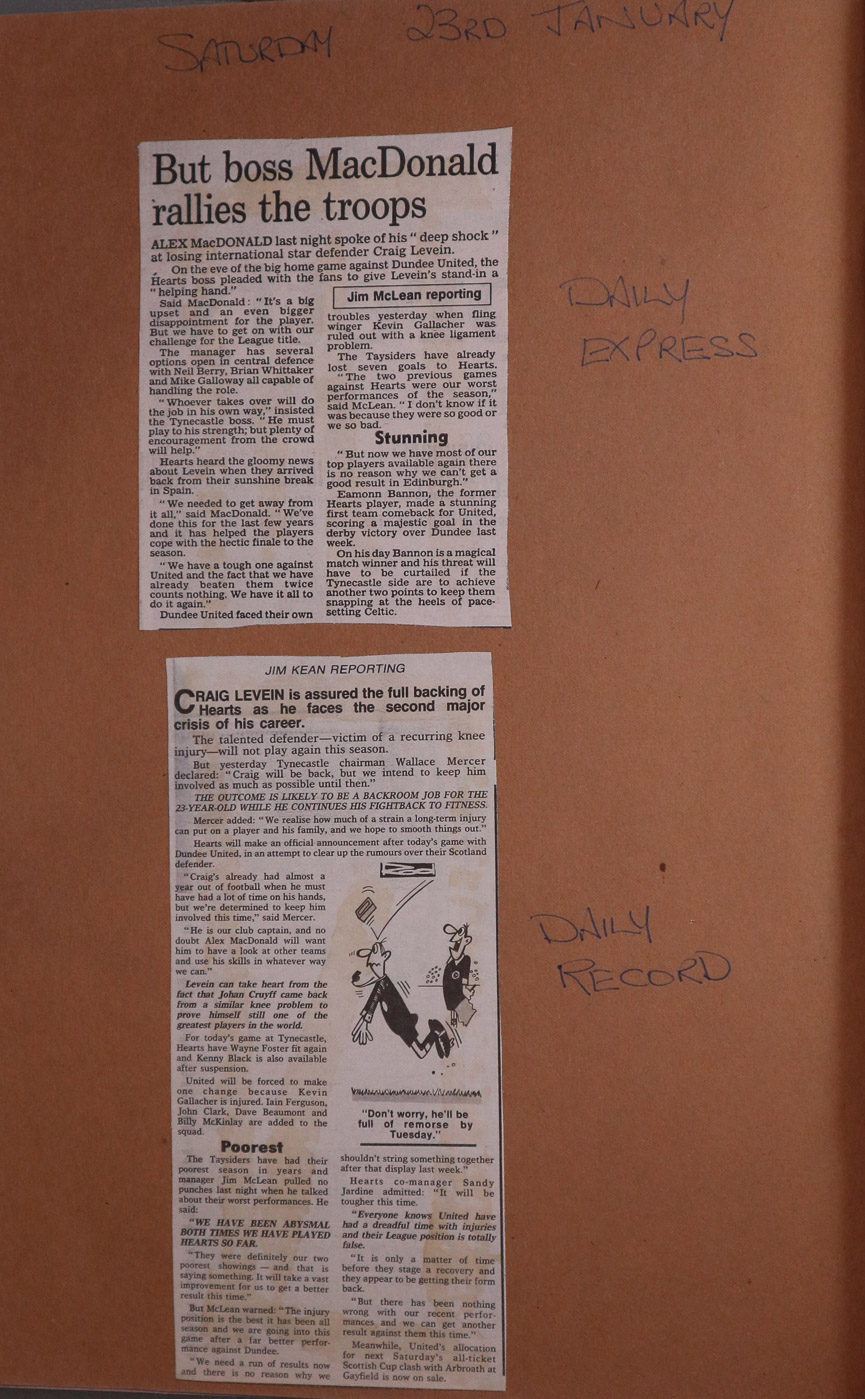 SATURDAY 23RD JANUARY
But boss MacDonald
rallies the troops
ALEX MacDONALD last night spoke of his "deep shock"
at losing international star defender Craig Levein.
On the eve of the big home game against Dundee United, the
Hearts boss pleaded with the fans to give Levein's stand-in a
"helping hand."
Said MacDonald: "It's a big
upset and an even bigger
disappointment for the player.
But we have to get on with our
challenge for the League title.
The manager has several
options open in central defence
with Neil Berry, Brian Whittaker
and Mike Galloway all capable of
handling the role.
"Whoever takes over will do
the job in his own way," insisted
the Tynecastle boss. "He must
play to his strength; but plenty of
encouragement from the crowd
will help."
Hearts heard the gloomy news
about Levein when they arrived
back from their sunshine break
in Spain.
"We needed to get away from
it all," said MacDonald. "We've
done this for the last few years
and it has helped the players
cope with the hectic finale to the
season.
"We have a tough one against
United and the fact that we have
already beaten them twice
counts nothing. We have it all to
do it again."
Dundee United faced their own
Jim McLean reporting
troubles yesterday when fling
winger Kevin Gallacher was
ruled out with a knee ligament
problem.
The Taysiders have already
lost seven goals to Hearts.
"The two previous games
against Hearts were our worst
performances of the season,"
said McLean. "I don't know if it
was because they were so good or
we so bad.
Stunning
"But now we have most of our
top players available again there
is no reason why we can't get a
good result in Edinburgh."
Eamonn Bannon, the former
Hearts player, made a stunning
first team comeback for United,
scoring a majestic goal in the
derby victory over Dundee last
week.
On his day Bannon is a magical
match winner and his threat will
have to be curtailed if the
Tynecastle side are to achieve
another two points to keep them
snapping at the heels of pace-
setting Celtic.
DAILY
EXPRESS
JIM KEAN REPORTING
CRAIG LEVEIN is assured the full backing of
Hearts as he faces the second major
crisis of his career.
The talented defender—victim of a recurring knee
injury—will not play again this season.
But yesterday Tynecastle chairman Wallace Mercer
declared: "Craig will be back, but we intend to keep him
involved as much as possible until then."
THE OUTCOME IS LIKELY TO BE A BACKROOM JOB FOR THE
23-YEAR-OLD WHILE HE CONTINUES HIS FIGHTBACK TO FITNESS.
Mercer added: "We realise how much of a strain a long-term injury
can put on a player and his family, and we hope to smooth things out."
Hearts will make an official announcement after today's game with
Dundee United, in an attempt to clear up the rumours over their Scotland
defender.
"Craig's already had almost a
year out of football when he must
have had a lot of time on his hands,
but we're determined to keep him
involved this time," said Mercer.
"He is our club captain, and no
doubt Alex MacDonald will want
him to have a look at other teams
and use his skills in whatever way
we can."
Levein can take heart from the
fact that Johan Cruyff came back
from a similar knee problem to
prove himself still one of the
greatest players in the world.
For today's game at Tynecastle,
Hearts have Wayne Foster fit again
and Kenny Black is also available
after suspension.
United will be forced to make
one change because Kevin
Gallacher is injured. Iain Ferguson,
John Clark, Dave Beaumont and
Billy McKinlay are added to the
squad.
Poorest
The Taysiders have had their
poorest season in years and
manager Jim McLean pulled no
punches last night when he talked
about their worst performances. He
said:
"WE HAVE BEEN ABYSMAL
BOTH TIMES WE HAVE PLAYED
HEARTS SO FAR.
"They were definitely our two
poorest showings — and that is
saying something. It will take a vast
improvement for us to get a better
result this time."
But McLean warned: "The injury
position is the best it has been all
season and we are going into this
game after a far better perfor-
mance against Dundee.
"We need a run of results now
and there is no reason why we
"Don't worry, he'll be
full of remorse by
Tuesday."
shouldn't string something together
after that display last week."
Hearts co-manager Sandy
Jardine admitted: "It will be
tougher this time.
"Everyone knows United have
had a dreadful time with injuries
and their League position is totally
false.
"It is only a matter of time
before they stage a recovery and
they appear to be getting their form
back.
"But there has been nothing
wrong with our recent perfor-
mances and we can get another
result against them this time."
Meanwhile, United's allocation
for next Saturday's all-ticket
Scottish Cup clash with Arbroath at
Gayfield is now on sale.
DAILY
RECORD